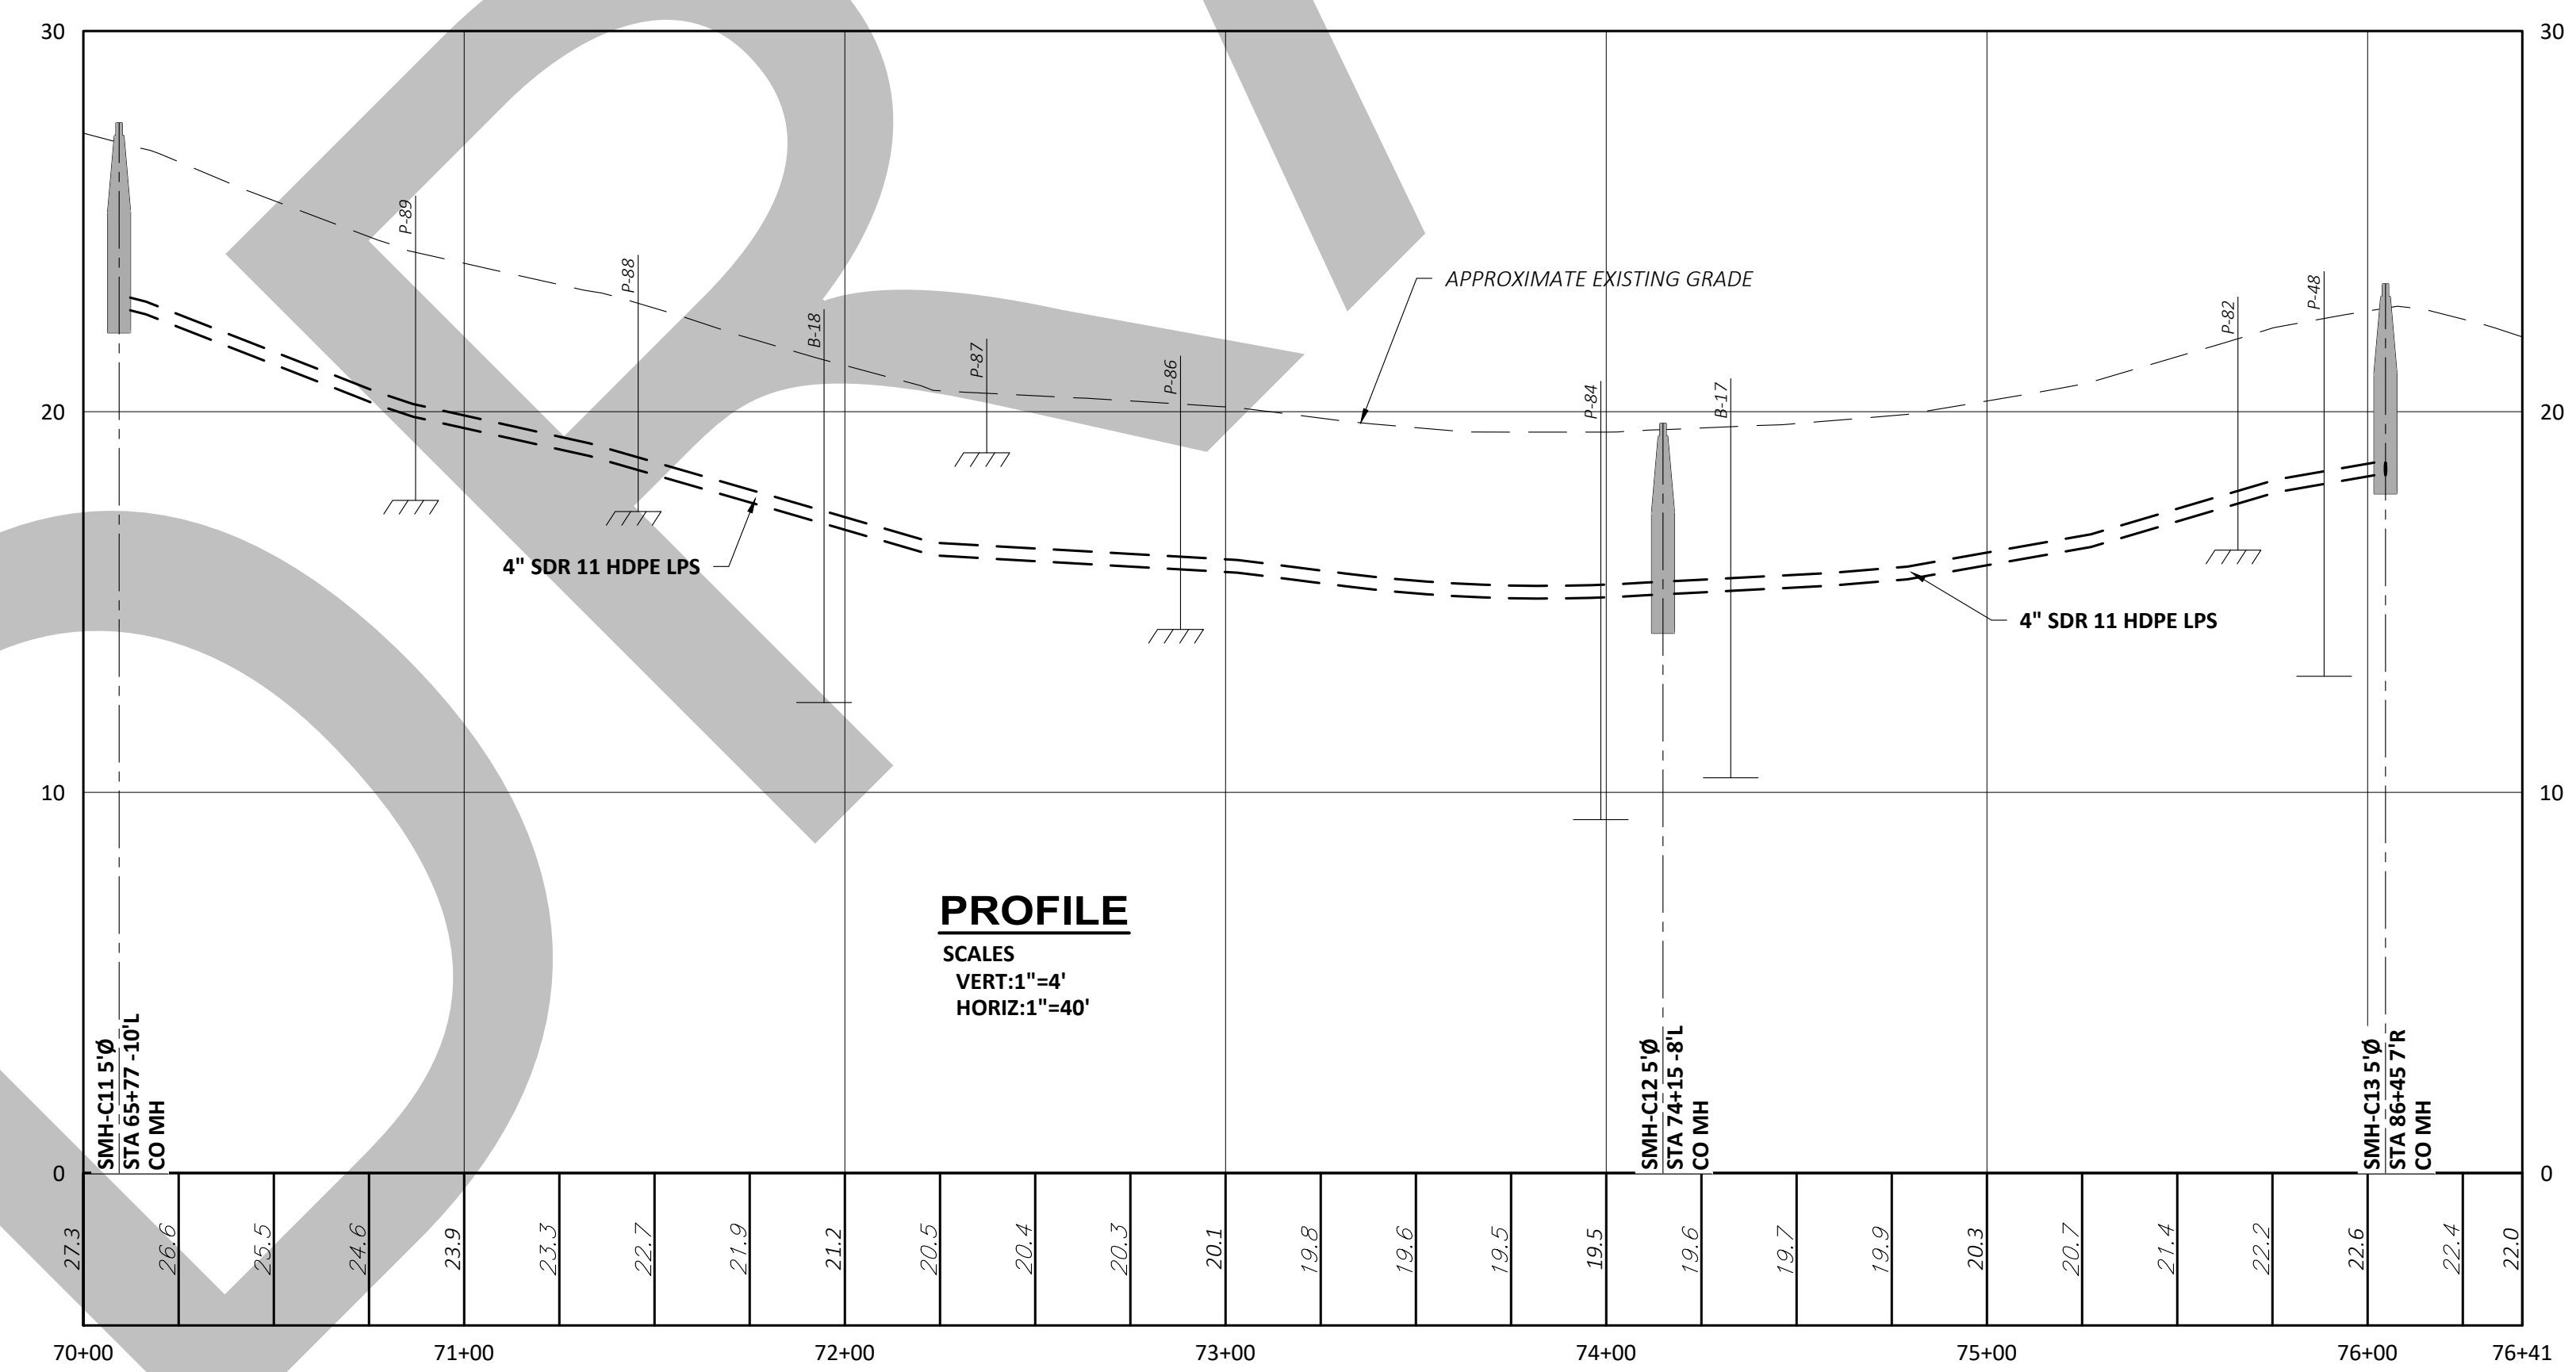 30
30
P-89
P-88
B-18
P-87
P-86
APPROXIMATE EXISTING GRADE
P-84
B-17
P-82
P-48
20
20
4" SDR 11 HDPE LPS
4" SDR 11 HDPE LPS
10
10
PROFILE
SCALES
VERT:1"=4'
HORIZ:1"=40'
SMH-C11 5'Ø
STA 65+77 -10'L
CO MH
SMH-C12 5'Ø
STA 74+15 -8'L
CO MH
SMH-C13 5'Ø
STA 86+45 7'R
CO MH
0
0
27.3
26.6
25.5
24.6
23.9
23.3
22.7
21.9
21.2
20.5
20.4
20.3
20.1
19.8
19.6
19.5
19.5
19.6
19.7
19.9
20.3
20.7
21.4
22.2
22.6
22.4
22.0
70+00
71+00
72+00
73+00
74+00
75+00
76+00
76+41